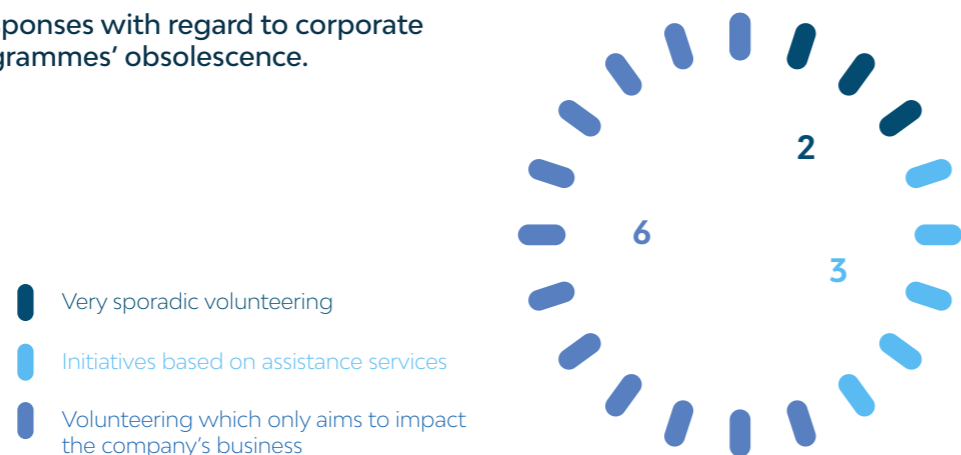 sponses with regard to corporate
grammes’ obsolescence.
2
6
3
Very sporadic volunteering
Initiatives based on assistance services
Volunteering which only aims to impact
the company’s business